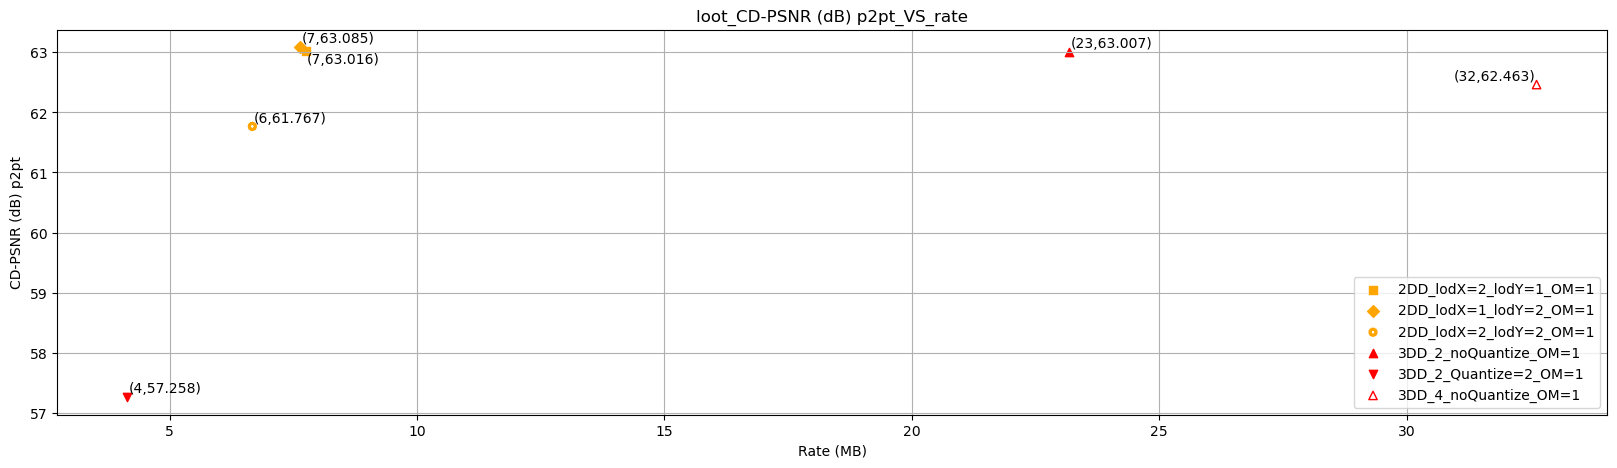 loot_CD-PSNR (dB) p2pt_VS_rate
(7,63.085)
(7,63.016)
(23,63.007)
(32,62.463)
(6,61.767)
(4,57.258)
63
62
61
60
59
58
57
CD-PSNR (dB) p2pt
5
10
15
20
25
30
Rate (MB)
2DD_lodX=2_lodY=1_OM=1
2DD_lodX=1_lodY=2_OM=1
2DD_lodX=2_lodY=2_OM=1
3DD_2_noQuantize_OM=1
3DD_2_Quantize=2_OM=1
3DD_4_noQuantize_OM=1